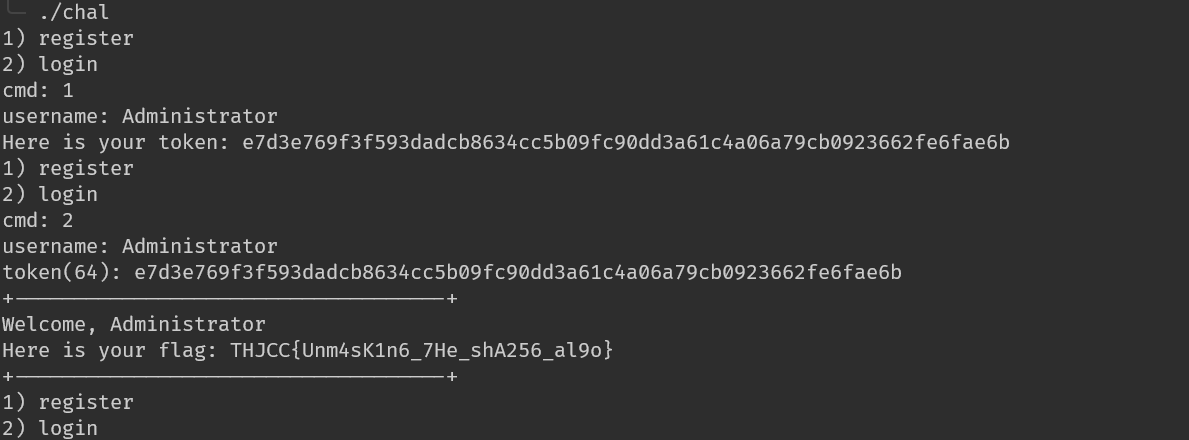 ./chal
1) register
2) login
cmd: 1
username: Administrator
Here is your token: e7d3e769f3f593dadcb8634cc5b09fc90dd3a61c4a06a79cb0923662fe6fae6b
1) register
2) login
cmd: 2
username: Administrator
token(64): e7d3e769f3f593dadcb8634cc5b09fc90dd3a61c4a06a79cb0923662fe6fae6b
+------------------------------------+
Welcome, Administrator
Here is your flag: THJCC{Unm4sK1n6_7He_shA256_al9o}
+------------------------------------+
1) register
2) login